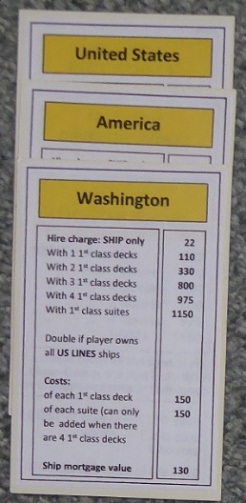 United States
America
Washington
Hire charge: SHIP only 22
With 1 1st class decks 110
With 2 1st class decks 330
With 3 1st class decks 800
With 4 1st class decks 975
With 1st class suites 1150
Double if player owns
all US LINES ships
Costs:
of each 1st class deck 150
of each suite (can only 150
be added when there
are 4 1st class decks
Ship mortgage value 130